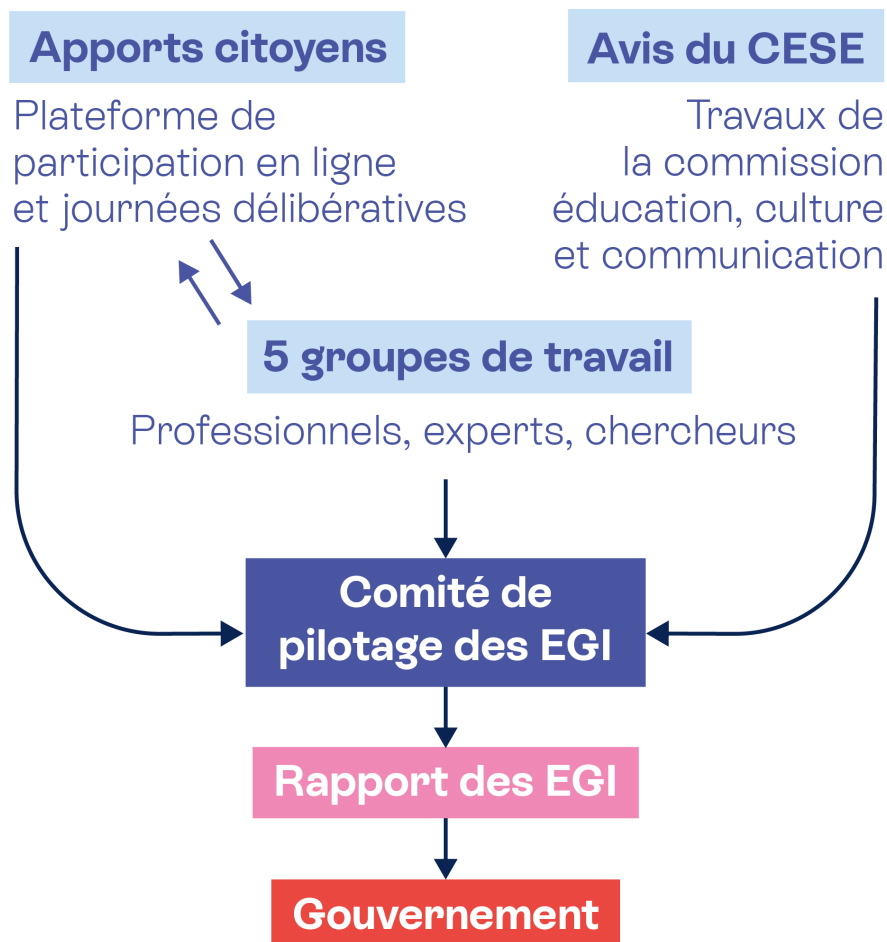 Apports citoyens
Plateforme de
participation en ligne
et journées délibératives
Avis du CESE
Travaux de
la commission
éducation, culture
et communication
5 groupes de travail
Professionnels, experts, chercheurs
Comité de
pilotage des EGI
Rapport des EGI
Gouvernement